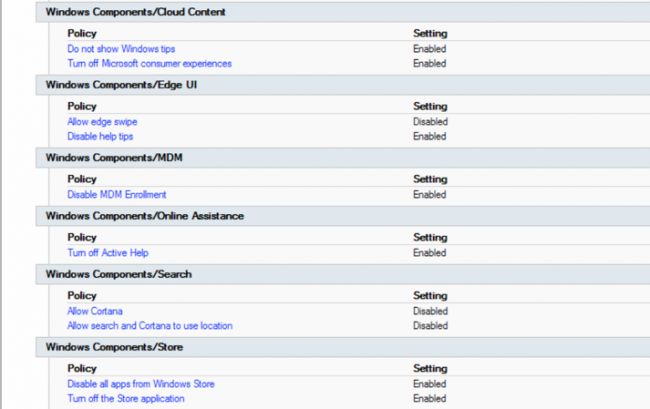 Windows Components/Cloud Content
Policy Setting
Do not show Windows tips Enabled
Turn off Microsoft consumer experiences Enabled
Windows Components/Edge UI
Policy Setting
Allow edge swipe Disabled
Disable help tips Enabled
Windows Components/MDM
Policy Setting
Disable MDM Enrollment Enabled
Windows Components/Online Assistance
Policy Setting
Turn off Active Help Enabled
Windows Components/Search
Policy Setting
Allow Cortana Disabled
Allow search and Cortana to use location Disabled
Windows Components/Store
Policy Setting
Disable all apps from Windows Store Enabled
Turn off the Store application Enabled